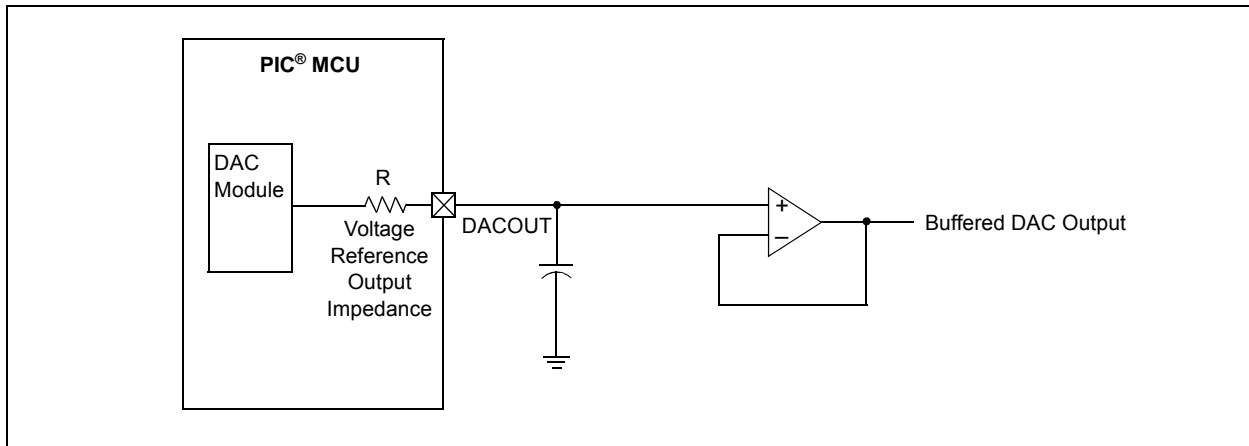 PIC® MCU
DAC
Module
R
Voltage
Reference
Output
Impedance
DACOUT
+
–
Buffered DAC Output